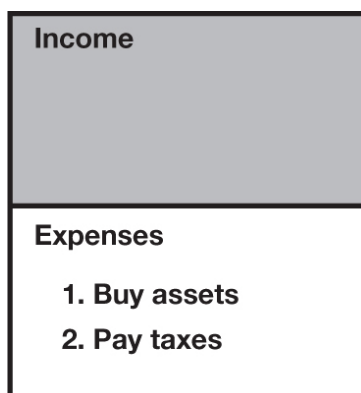 Income
Expenses
1. Buy assets
2. Pay taxes